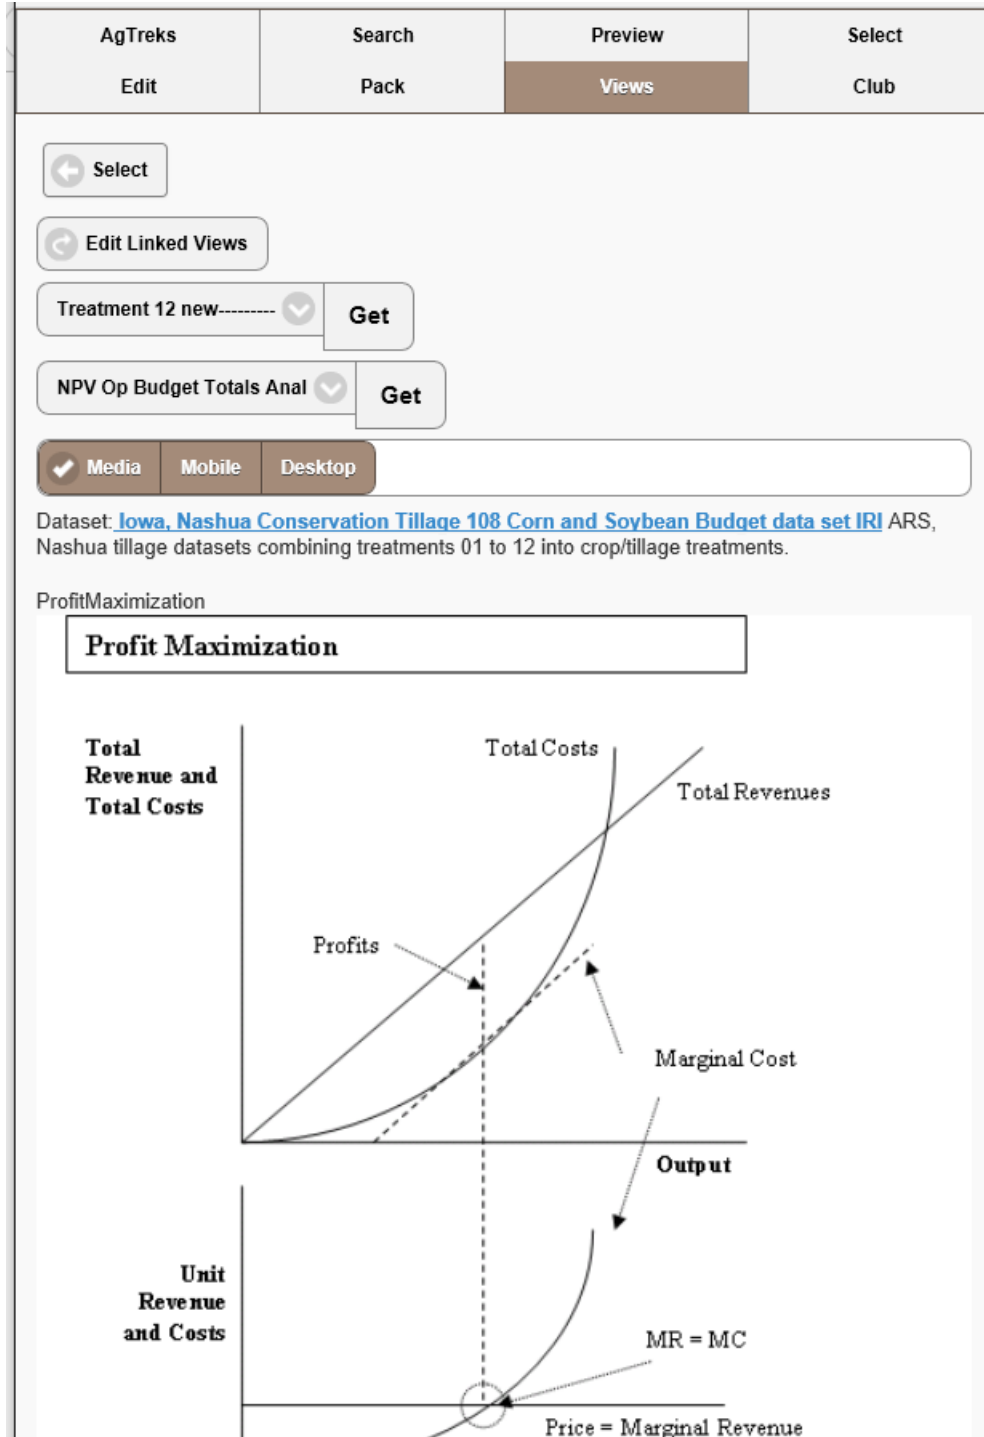 AgTreks Search Preview Select
Edit Pack Views Club
Select
Edit Linked Views
Treatment 12 new--------- Get
NPV Op Budget Totals Anal Get
Media Mobile Desktop
Dataset: Iowa, Nashua Conservation Tillage 108 Corn and Soybean Budget data set IRI ARS,
Nashua tillage datasets combining treatments 01 to 12 into crop/tillage treatments.
ProfitMaximization
Profit Maximization
Total
Revenue and
Total Costs
Total Costs
Total Revenues
Profits
Marginal Cost
Output
Unit
Revenue
and Costs
MR = MC
Price = Marginal Revenue